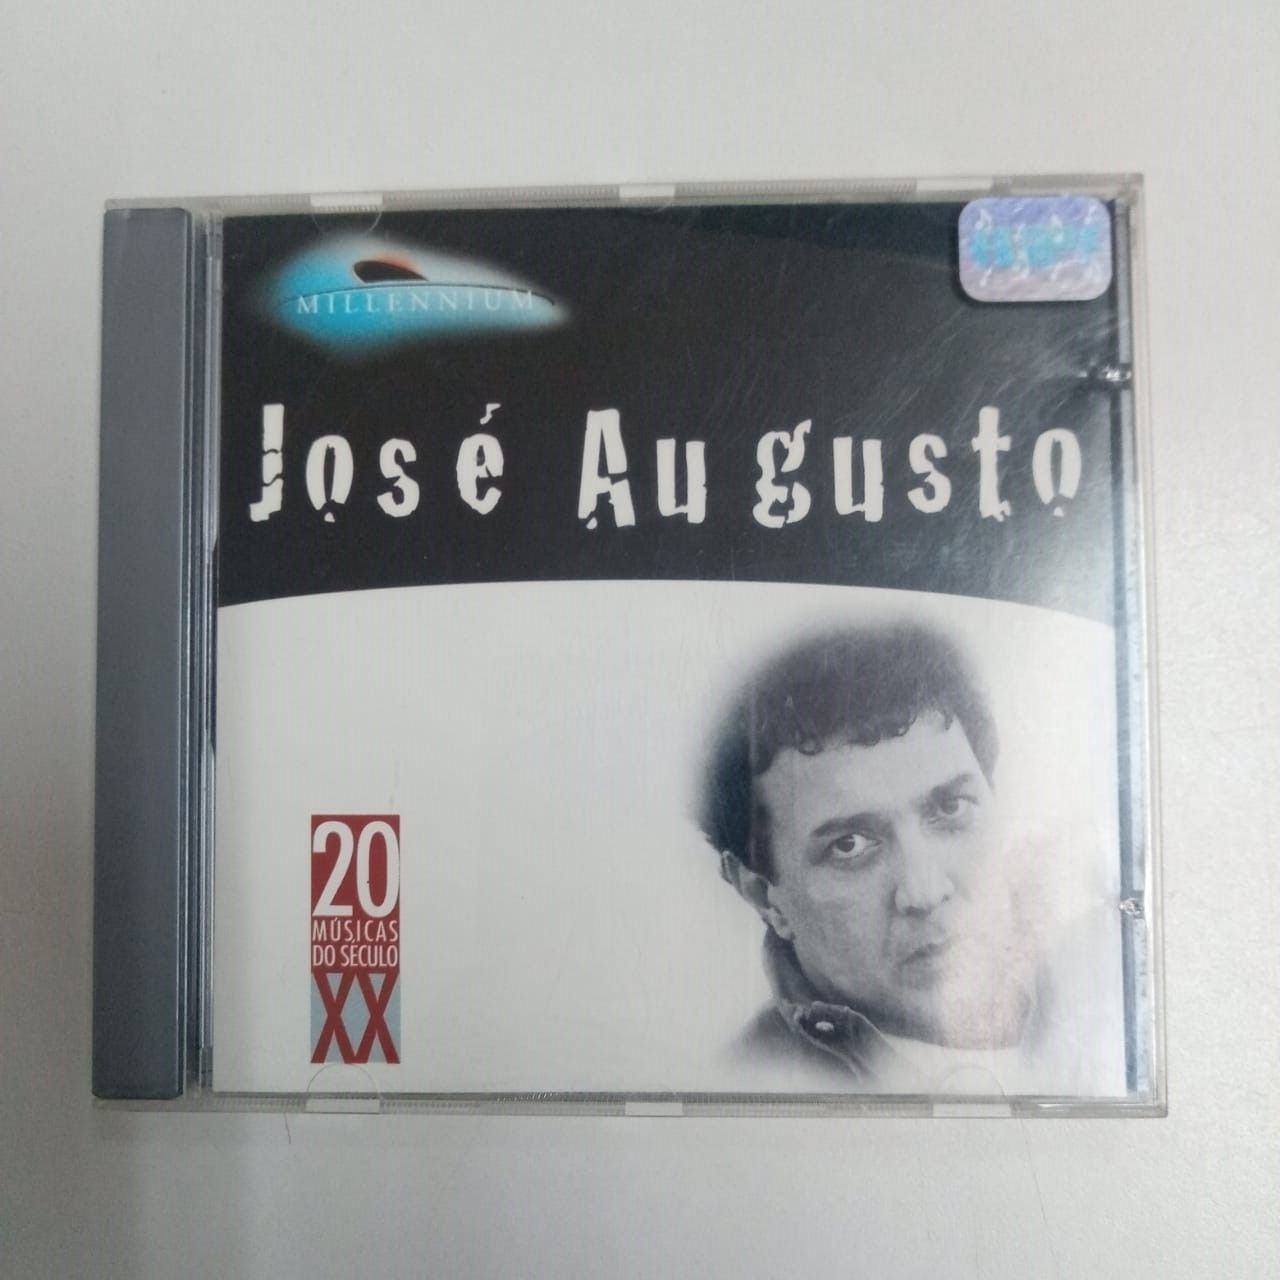 MILLENNIUM
José Augusto
20
MÚSICAS
DO SÉCULO
XX